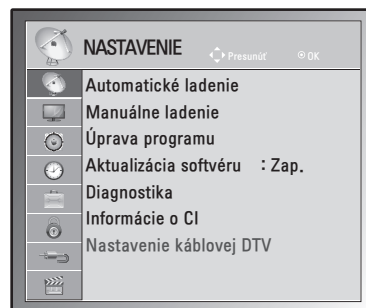 NASTAVENIE Presunúť OK
Automatické ladenie
Manuálne ladenie
Úprava programu
Aktualizácia softvéru : Zap.
Diagnostika
Informácie o CI
Nastavenie káblovej DTV